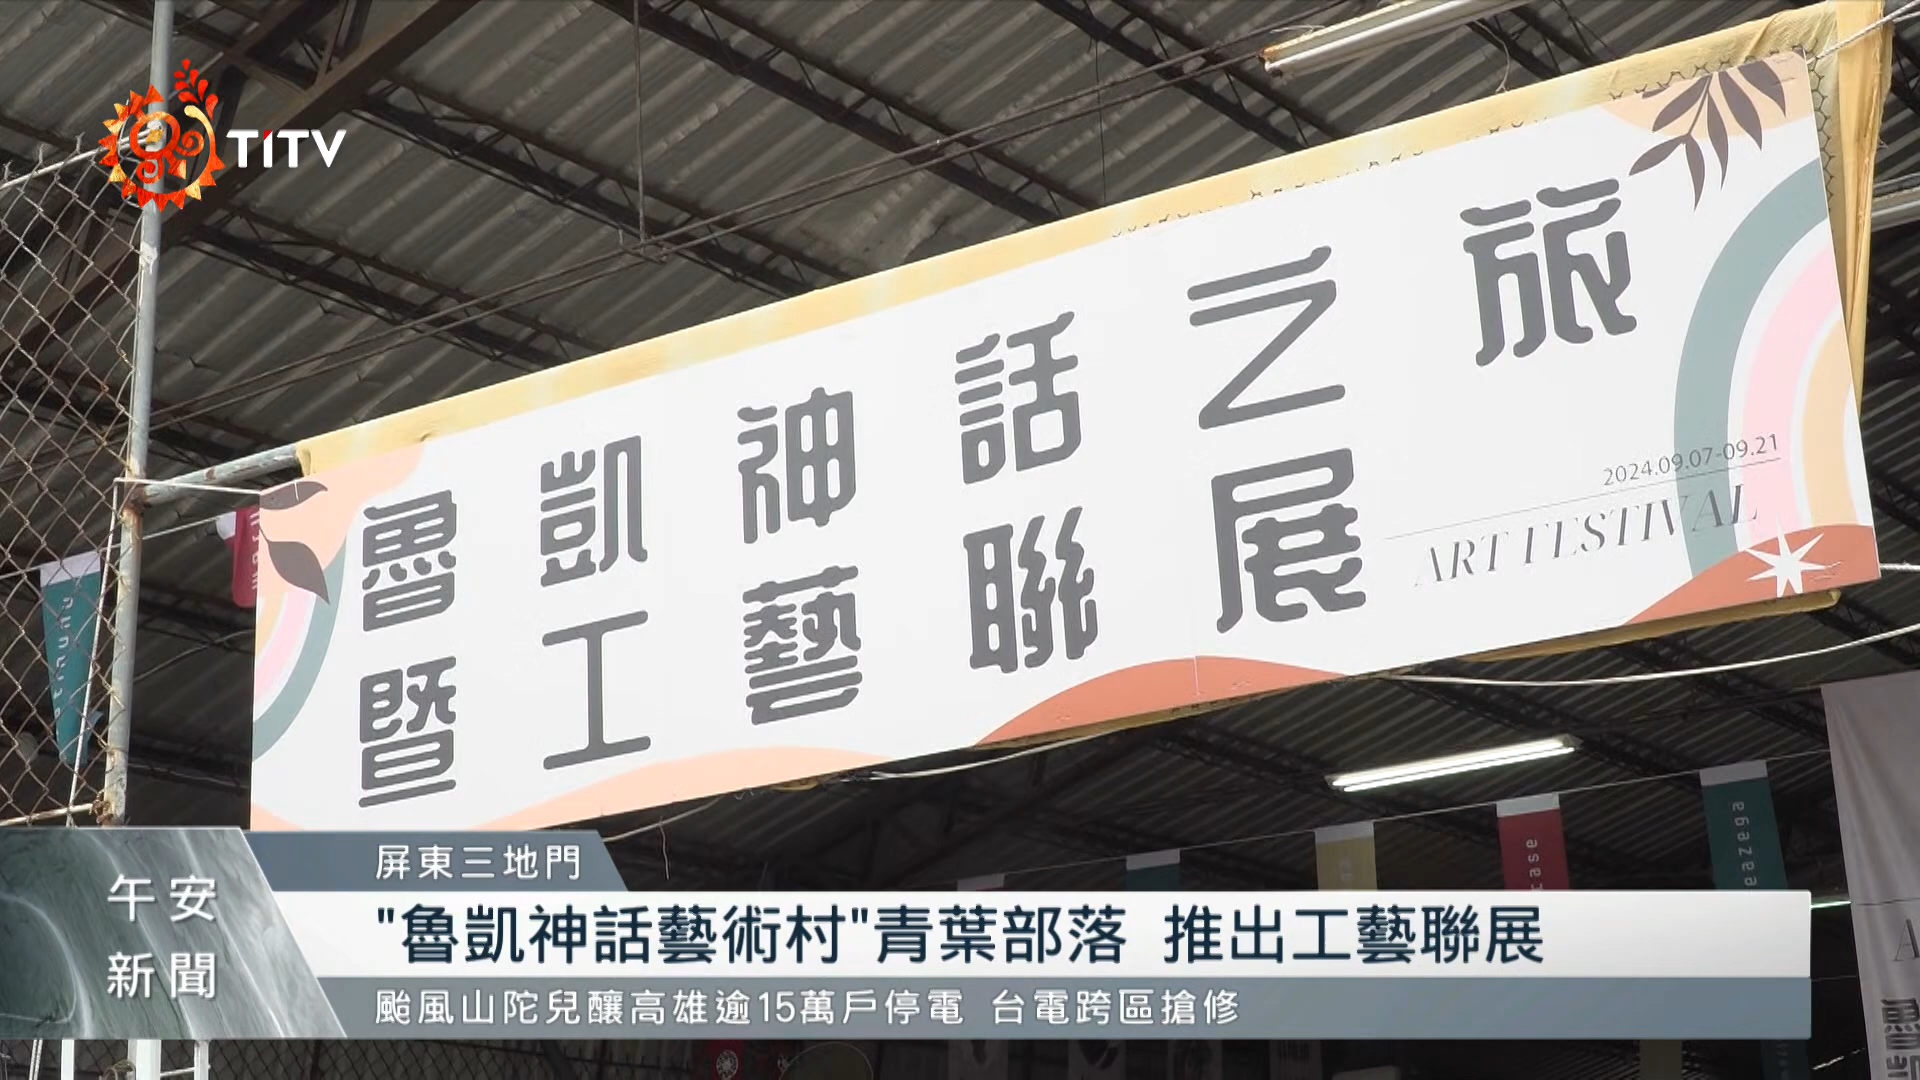 TITV
魯凱神話之旅
暨工藝聯展
2024.09.07-09.21
ART FESTIVAL
agazaa
ase
屏東三地門
午安
新聞
"魯凱神話藝術村"青葉部落 推出工藝聯展
颱風山陀兒釀高雄逾15萬戶停電 台電跨區搶修